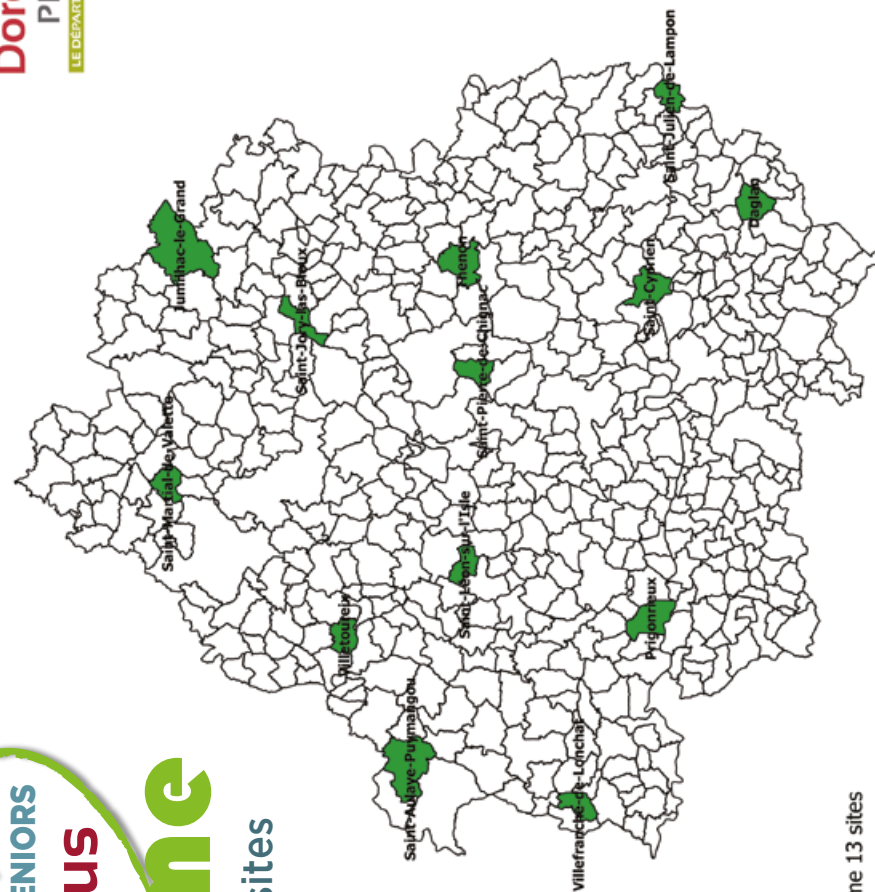 Dor
ENIORS
LE DÉPART
us
ne
sites
Saint-Martial-de-Valette
Jumilhac-le-Grand
Saint-Jory-las-Bloux
Villetoureix
Saint-Aulaye-Puymangou
Saint-Léon-sur-l'Isle
Thenon
Saint-Pierre-de-Chignac
Villefranche-de-Lonchat
Prigonrieux
Saint-Cyprien
Saint-Julien-de-Lampon
Daglan
ne 13 sites